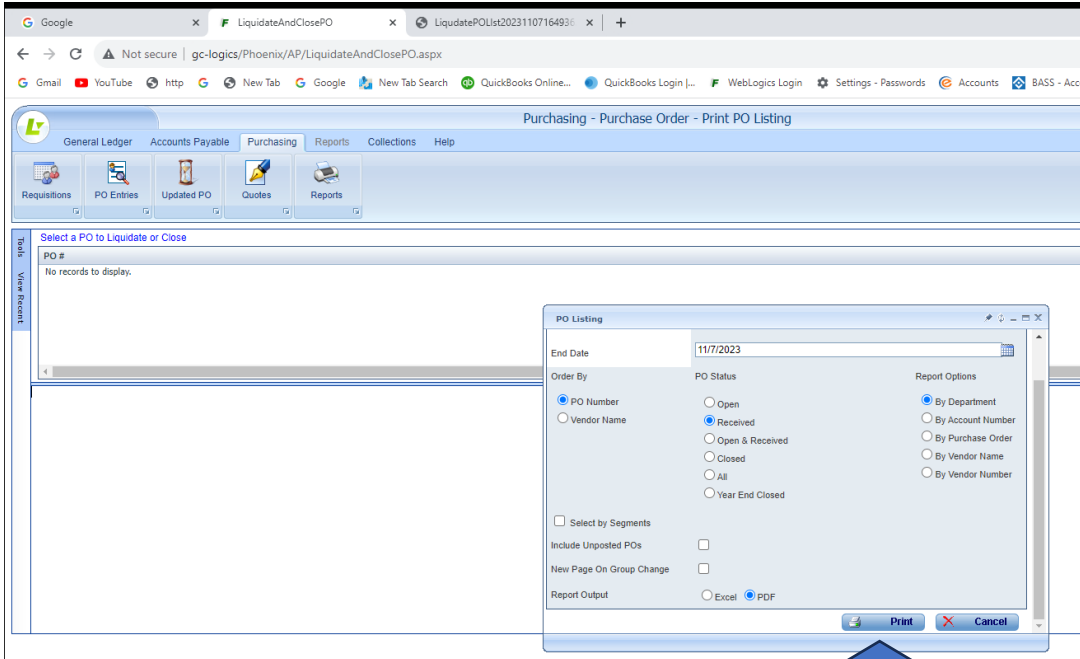 Google
LiquidateAndClosePO
LiqudatePOLIst20231107164936
Not secure | gc-logics/Phoenix/AP/LiquidateAndClosePO.aspx
Gmail YouTube http New Tab Google New Tab Search QuickBooks Online... QuickBooks Login |... WebLogics Login Settings - Passwords Accounts BASS - Acc
Purchasing - Purchase Order - Print PO Listing
General Ledger Accounts Payable Purchasing Reports Collections Help
Requisitions PO Entries Updated PO Quotes Reports
Tools
View Recent
Select a PO to Liquidate or Close
PO #
No records to display.
PO Listing
End Date 11/7/2023
Order By PO Status Report Options
PO Number Open By Department
Vendor Name Received By Account Number
Open & Received By Purchase Order
Closed By Vendor Name
All By Vendor Number
Year End Closed
Select by Segments
Include Unposted POs
New Page On Group Change
Report Output Excel PDF
Print Cancel